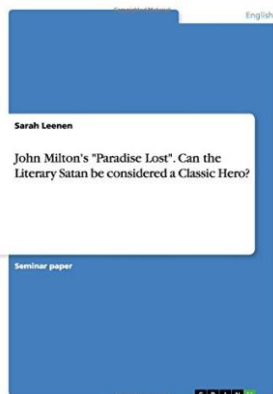 English
Sarah Leenen
John Milton's "Paradise Lost". Can the
Literary Satan be considered a Classic Hero?
Seminar paper